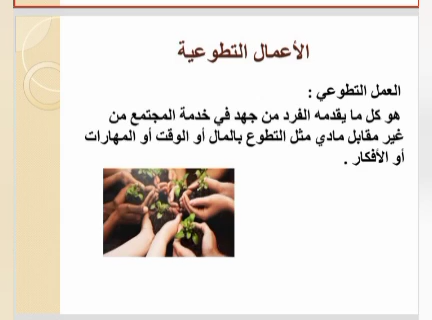 الأعمال التطوعية
العمل التطوعي :
هو كل ما يقدمه الفرد من جهد في خدمة المجتمع من
غير مقابل مادي مثل التطوع بالمال أو الوقت أو المهارات
أو الأفكار .